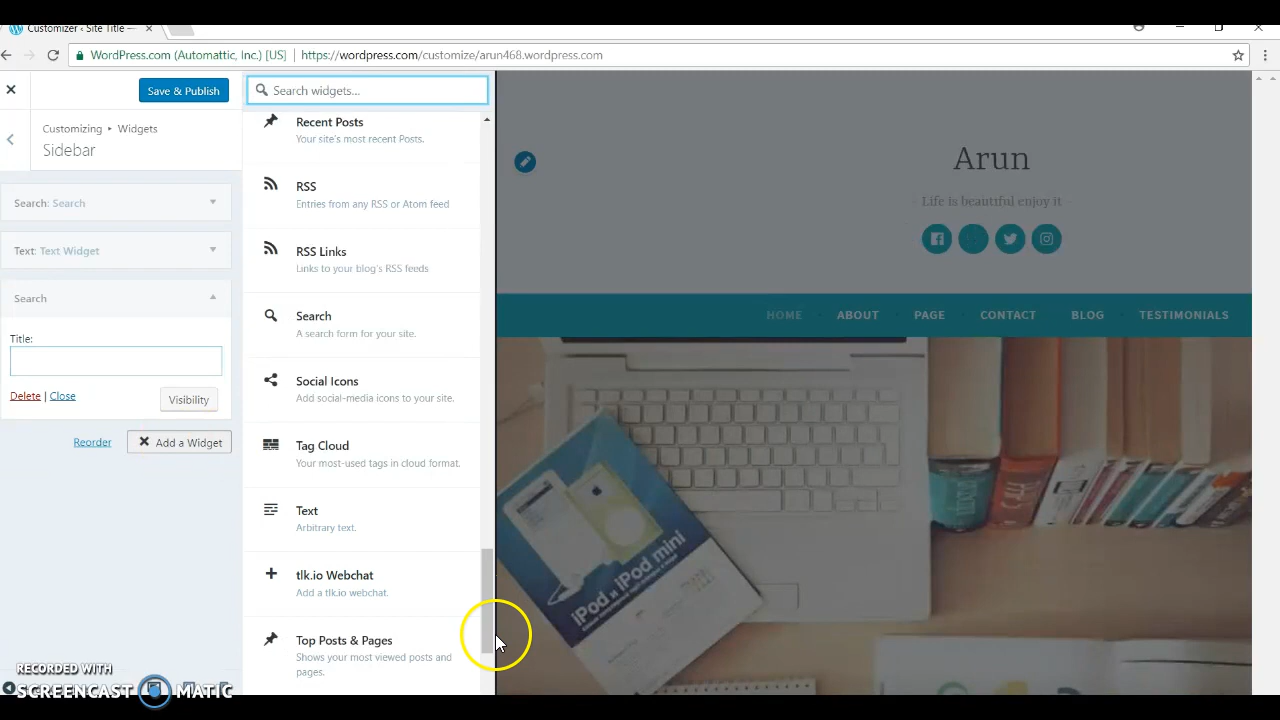 Customizer ‹ Site Title ─
WordPress.com (Automattic, Inc.) [US]
https://wordpress.com/customize/arun468.wordpress.com
Save & Publish
Customizing ▸ Widgets
Sidebar
Search: Search
Text: Text Widget
Search
Title:
Delete | Close
Visibility
Reorder
Add a Widget
Search widgets...
Recent Posts
Your site's most recent Posts.
RSS
Entries from any RSS or Atom feed
RSS Links
Links to your blog's RSS feeds
Search
A search form for your site.
Social Icons
Add social-media icons to your site.
Tag Cloud
Your most-used tags in cloud format.
Text
Arbitrary text.
tlk.io Webchat
Add a tlk.io webchat.
Top Posts & Pages
Shows your most viewed posts and
pages.
Arun
Life is beautiful enjoy it
HOME ABOUT PAGE CONTACT BLOG TESTIMONIALS
iPod и iPod mini
RECORDED WITH
SCREENCAST MATIC